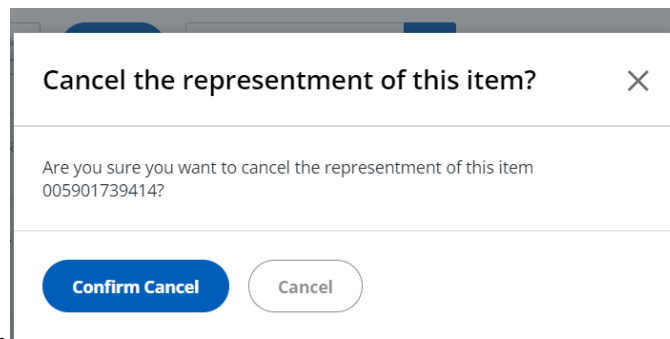 Cancel the representment of this item?
Are you sure you want to cancel the representment of this item
005901739414?
Confirm Cancel
Cancel